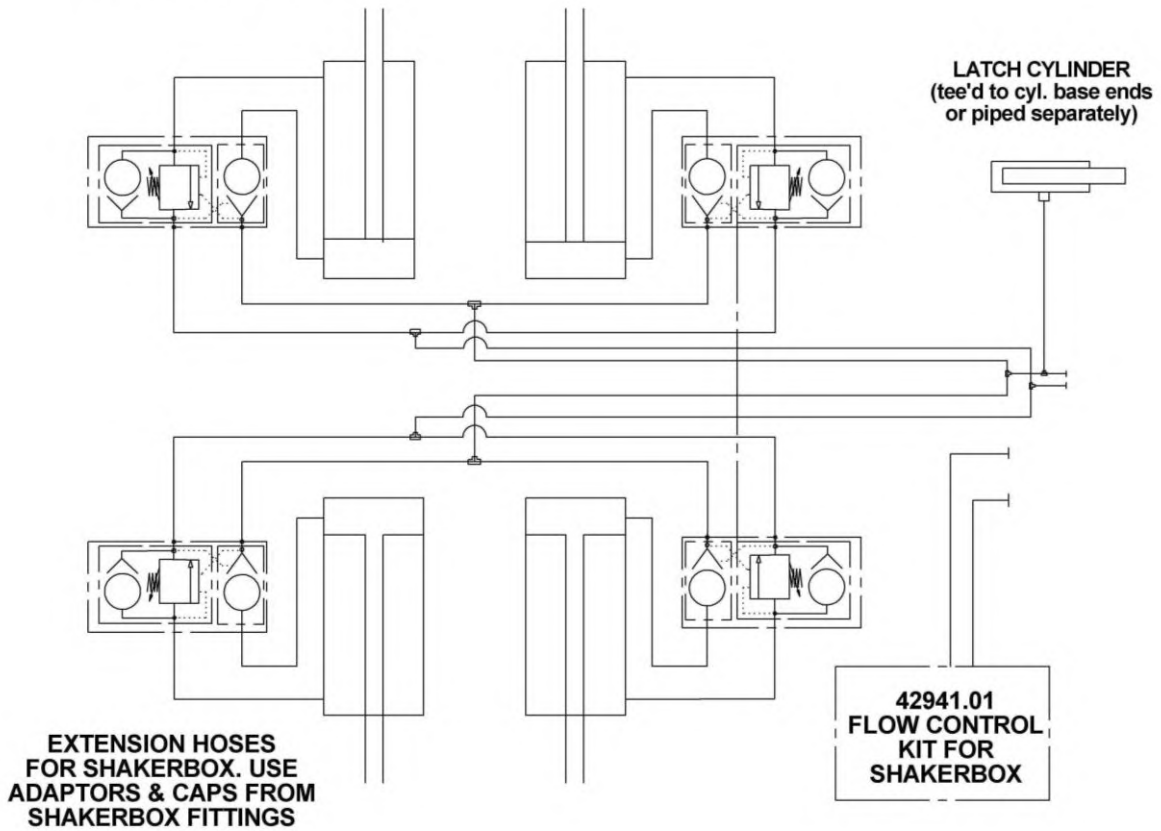 LATCH CYLINDER
(tee'd to cyl. base ends
or piped separately)
42941.01
FLOW CONTROL
KIT FOR
SHAKERBOX
EXTENSION HOSES
FOR SHAKERBOX. USE
ADAPTORS & CAPS FROM
SHAKERBOX FITTINGS